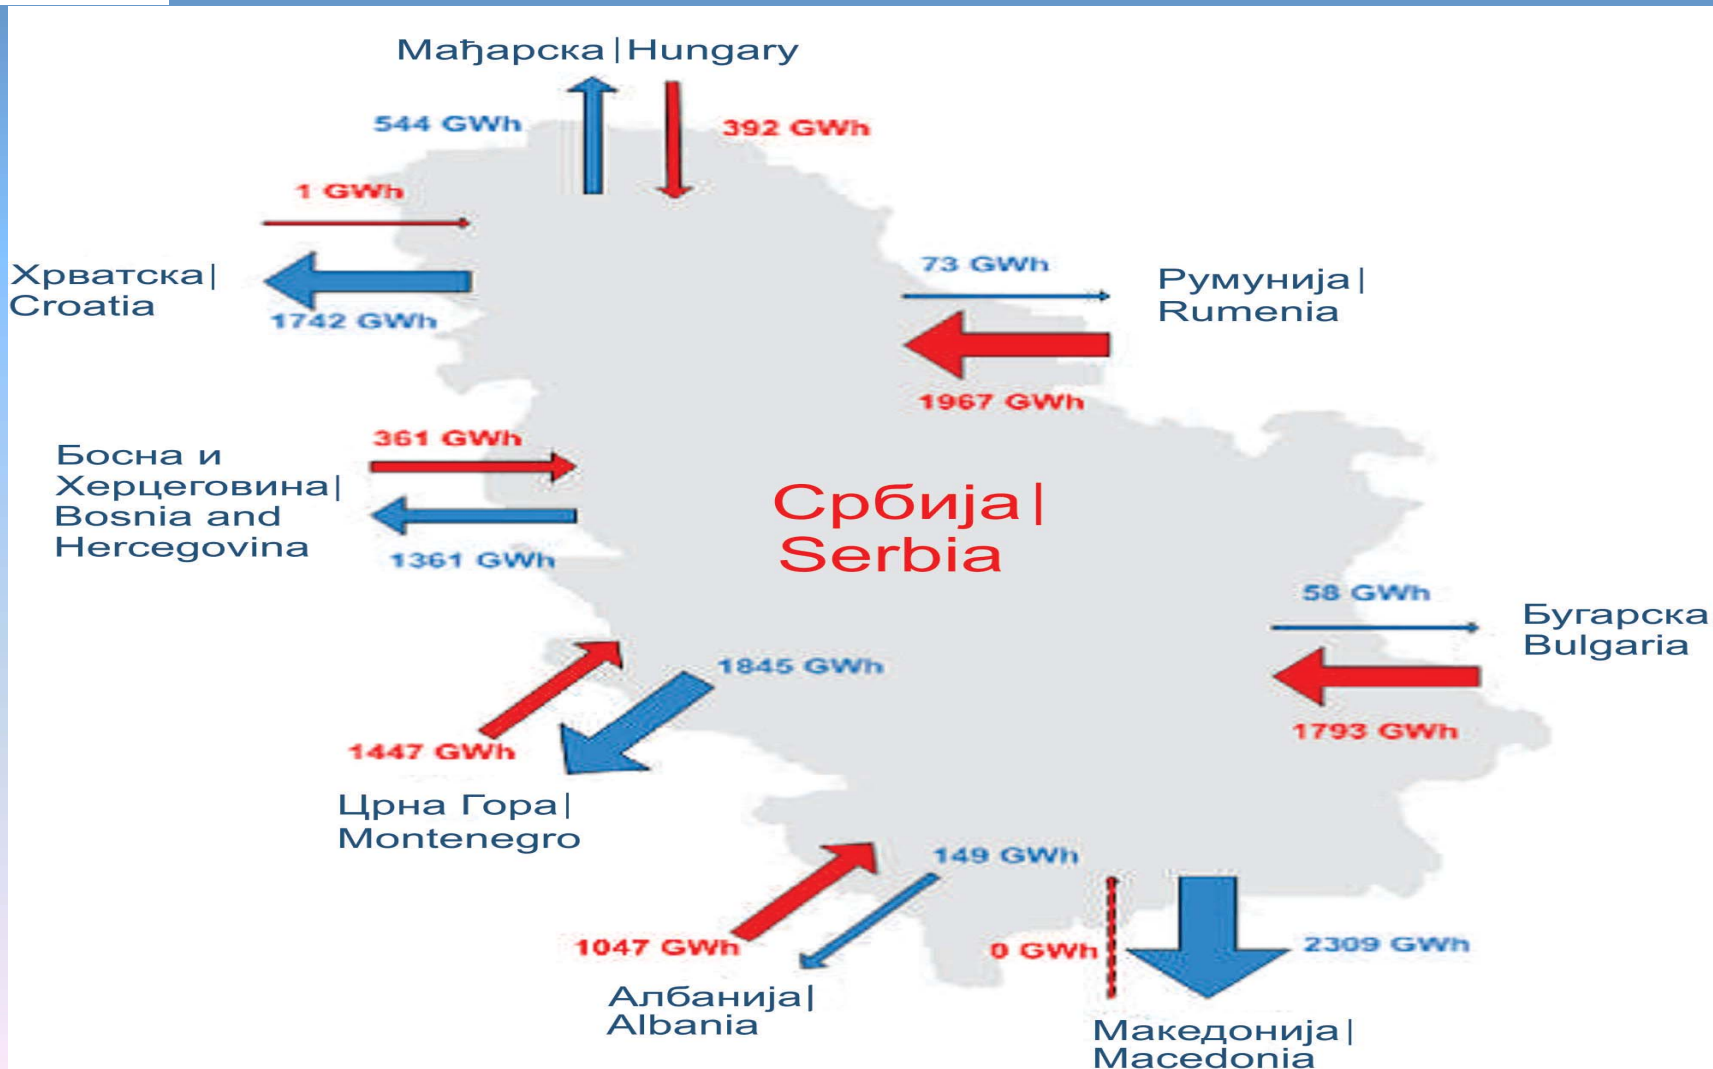 Мађарска|Hungary
544 GWh
392 GWh
1 GWh
Хрватска|
Croatia
1742 GWh
73 GWh
Румунија|
Rumenia
1967 GWh
361 GWh
Босна и
Херцеговина|
Bosnia and
Hercegovina
1361 GWh
Србија|
Serbia
58 GWh
Бугарска
Bulgaria
1793 GWh
1845 GWh
1447 GWh
Црна Гора|
Montenegro
149 GWh
1047 GWh
0 GWh
2309 GWh
Албанија|
Albania
Македонија|
Macedonia